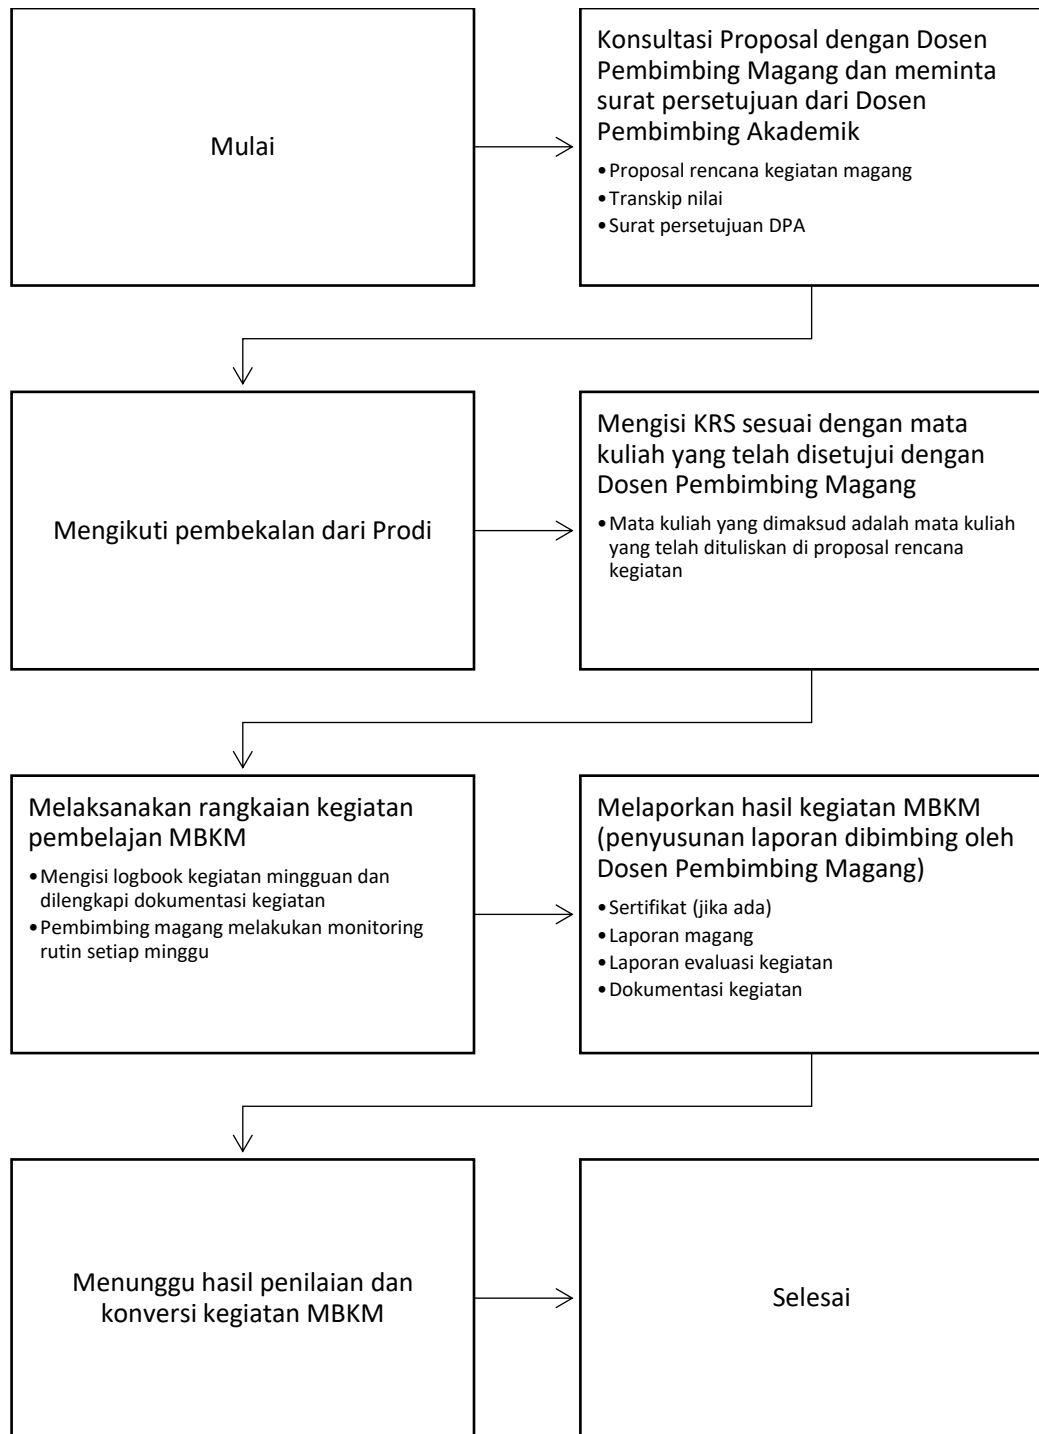 Mulai
Konsultasi Proposal dengan Dosen
Pembimbing Magang dan meminta
surat persetujuan dari Dosen
Pembimbing Akademik
•Proposal rencana kegiatan magang
•Transkip nilai
•Surat persetujuan DPA
Mengikuti pembekalan dari Prodi
Mengisi KRS sesuai dengan mata
kuliah yang telah disetujui dengan
Dosen Pembimbing Magang
•Mata kuliah yang dimaksud adalah mata kuliah
yang telah dituliskan di proposal rencana
kegiatan
Melaksanakan rangkaian kegiatan
pembelajan MBKM
•Mengisi logbook kegiatan mingguan dan
dilengkapi dokumentasi kegiatan
•Pembimbing magang melakukan monitoring
rutin setiap minggu
Melaporkan hasil kegiatan MBKM
(penyusunan laporan dibimbing oleh
Dosen Pembimbing Magang)
•Sertifikat (jika ada)
•Laporan magang
•Laporan evaluasi kegiatan
•Dokumentasi kegiatan
Menunggu hasil penilaian dan
konversi kegiatan MBKM
Selesai